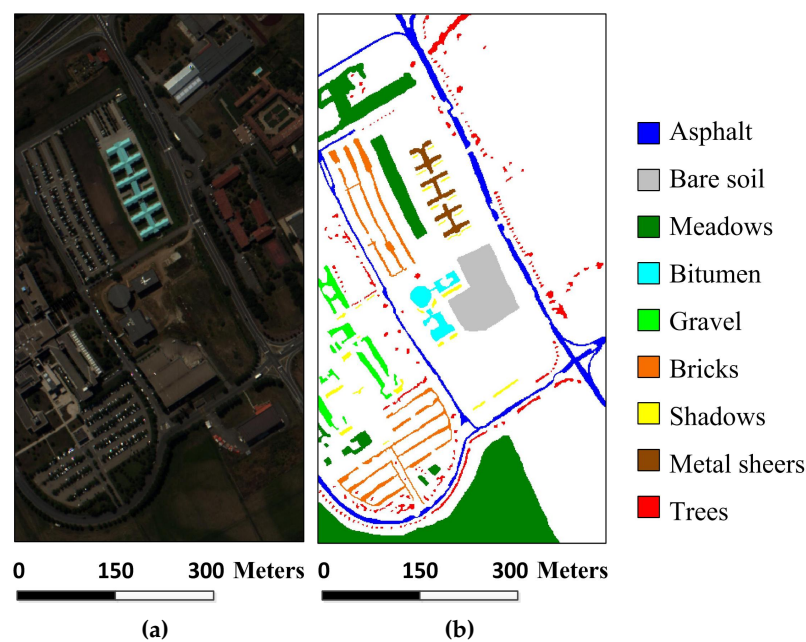 Asphalt
Bare soil
Meadows
Bitumen
Gravel
Bricks
Shadows
Metal sheers
Trees
0 150 300 Meters
0 150 300 Meters
(a)
(b)